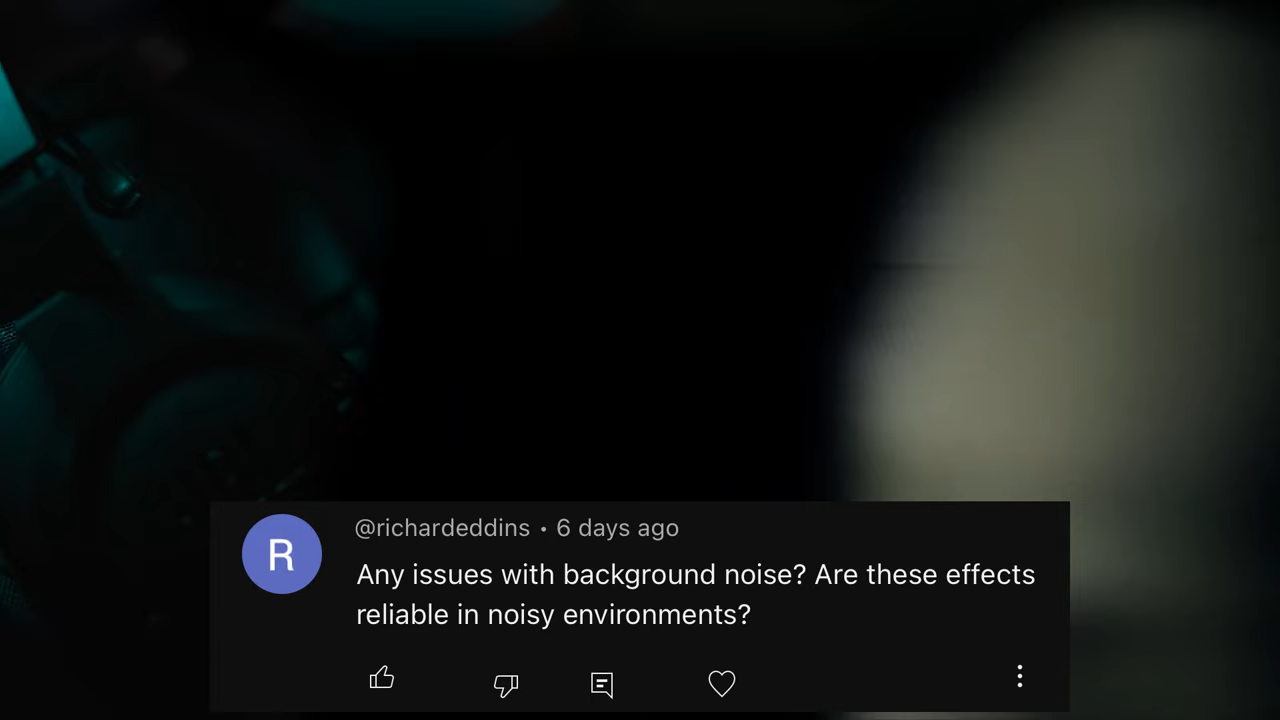 @richardeddins • 6 days ago
R
Any issues with background noise? Are these effects
reliable in noisy environments?